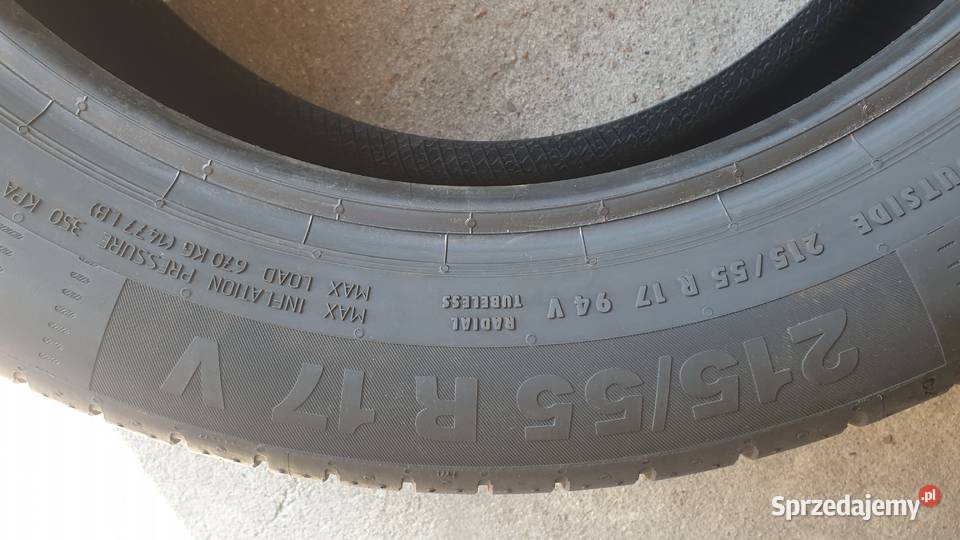 OUTSIDE
215/55 R 17 94 V
RADIAL
TUBELESS
MAX LOAD 670 KG (1477 LB)
MAX INFLATION PRESSURE 350 KPA
215/55 R 17 V
Sprzedajemy.pl